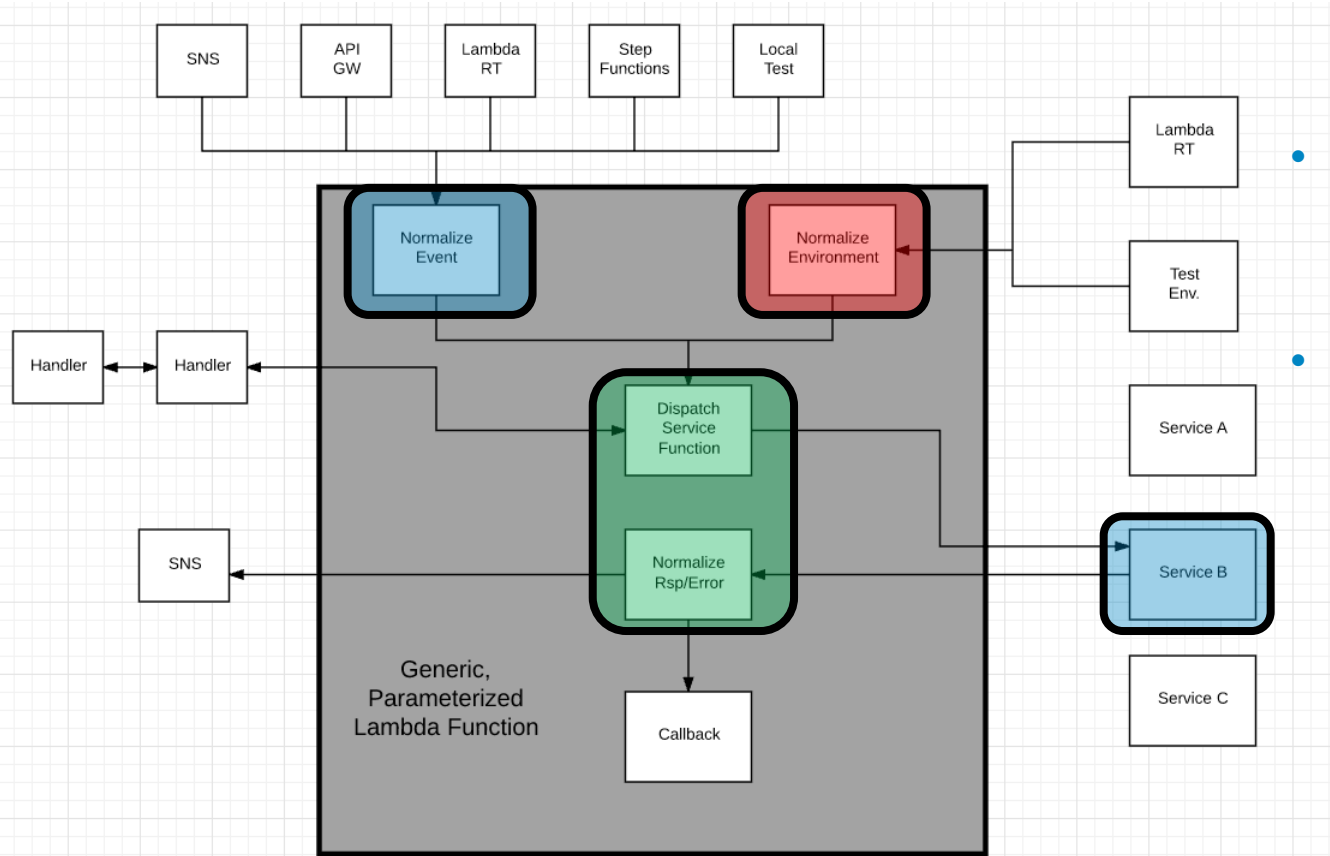 SNS
API
GW
Lambda
RT
Step
Functions
Local
Test
Lambda
RT
Normalize
Event
Normalize
Environment
Test
Env.
Handler
Handler
Dispatch
Service
Function
Service A
SNS
Normalize
Rsp/Error
Service B
Generic,
Parameterized
Lambda Function
Service C
Callback